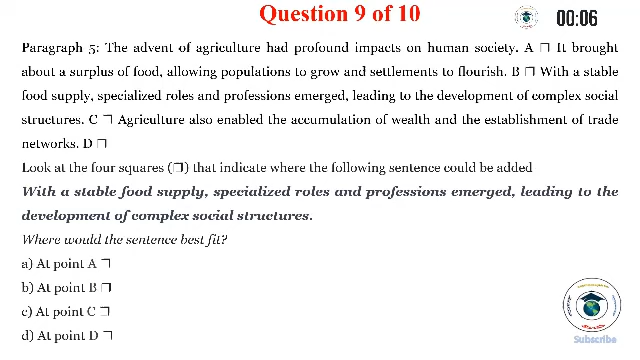 Question 9 of 10
00:06
Paragraph 5: The advent of agriculture had profound impacts on human society. A ❐ It brought
about a surplus of food, allowing populations to grow and settlements to flourish. B ❐ With a stable
food supply, specialized roles and professions emerged, leading to the development of complex social
structures. C ❐ Agriculture also enabled the accumulation of wealth and the establishment of trade
networks. D ❐
Look at the four squares (❐) that indicate where the following sentence could be added
With a stable food supply, specialized roles and professions emerged, leading to the
development of complex social structures.
Where would the sentence best fit?
a) At point A ❐
b) At point B ❐
c) At point C ❐
d) At point D ❐
Subscribe